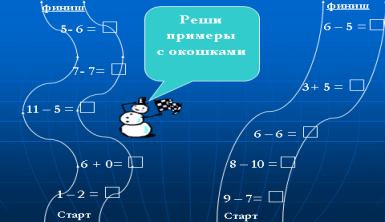 финиш
5- 6 = □
7- 7= □
11 – 5 = □
6 + 0= □
1 – 2 = □
Старт
Реши
примеры
с окошками
финиш
6 – 5 = □
3+ 5 = □
6 – 6 = □
8 – 10 = □
9 – 7= □
Старт